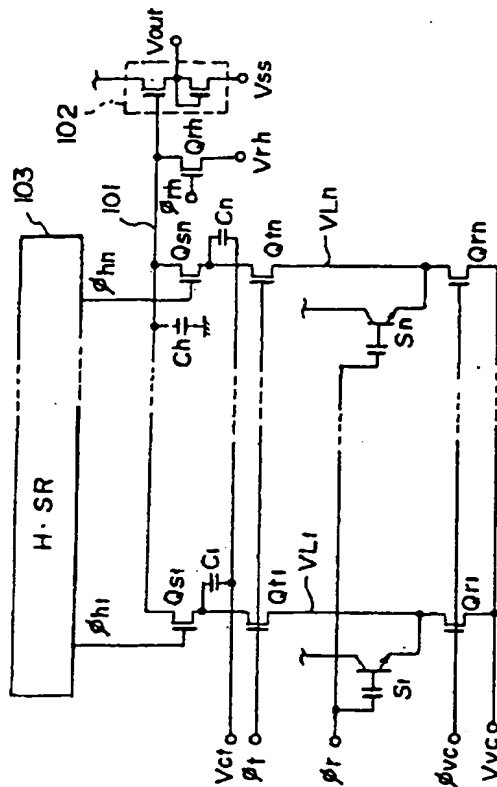 103
H·SR
102
101
φh1
φhn
Ch
Vout
Vss
Qrh
φrh
Vrh
Qs1
Qsn
C1
Cn
Vct
φt
Qt1
Qtn
VL1
VLn
φr
S1
Sn
φvc
Qr1
Qrn
Vvc